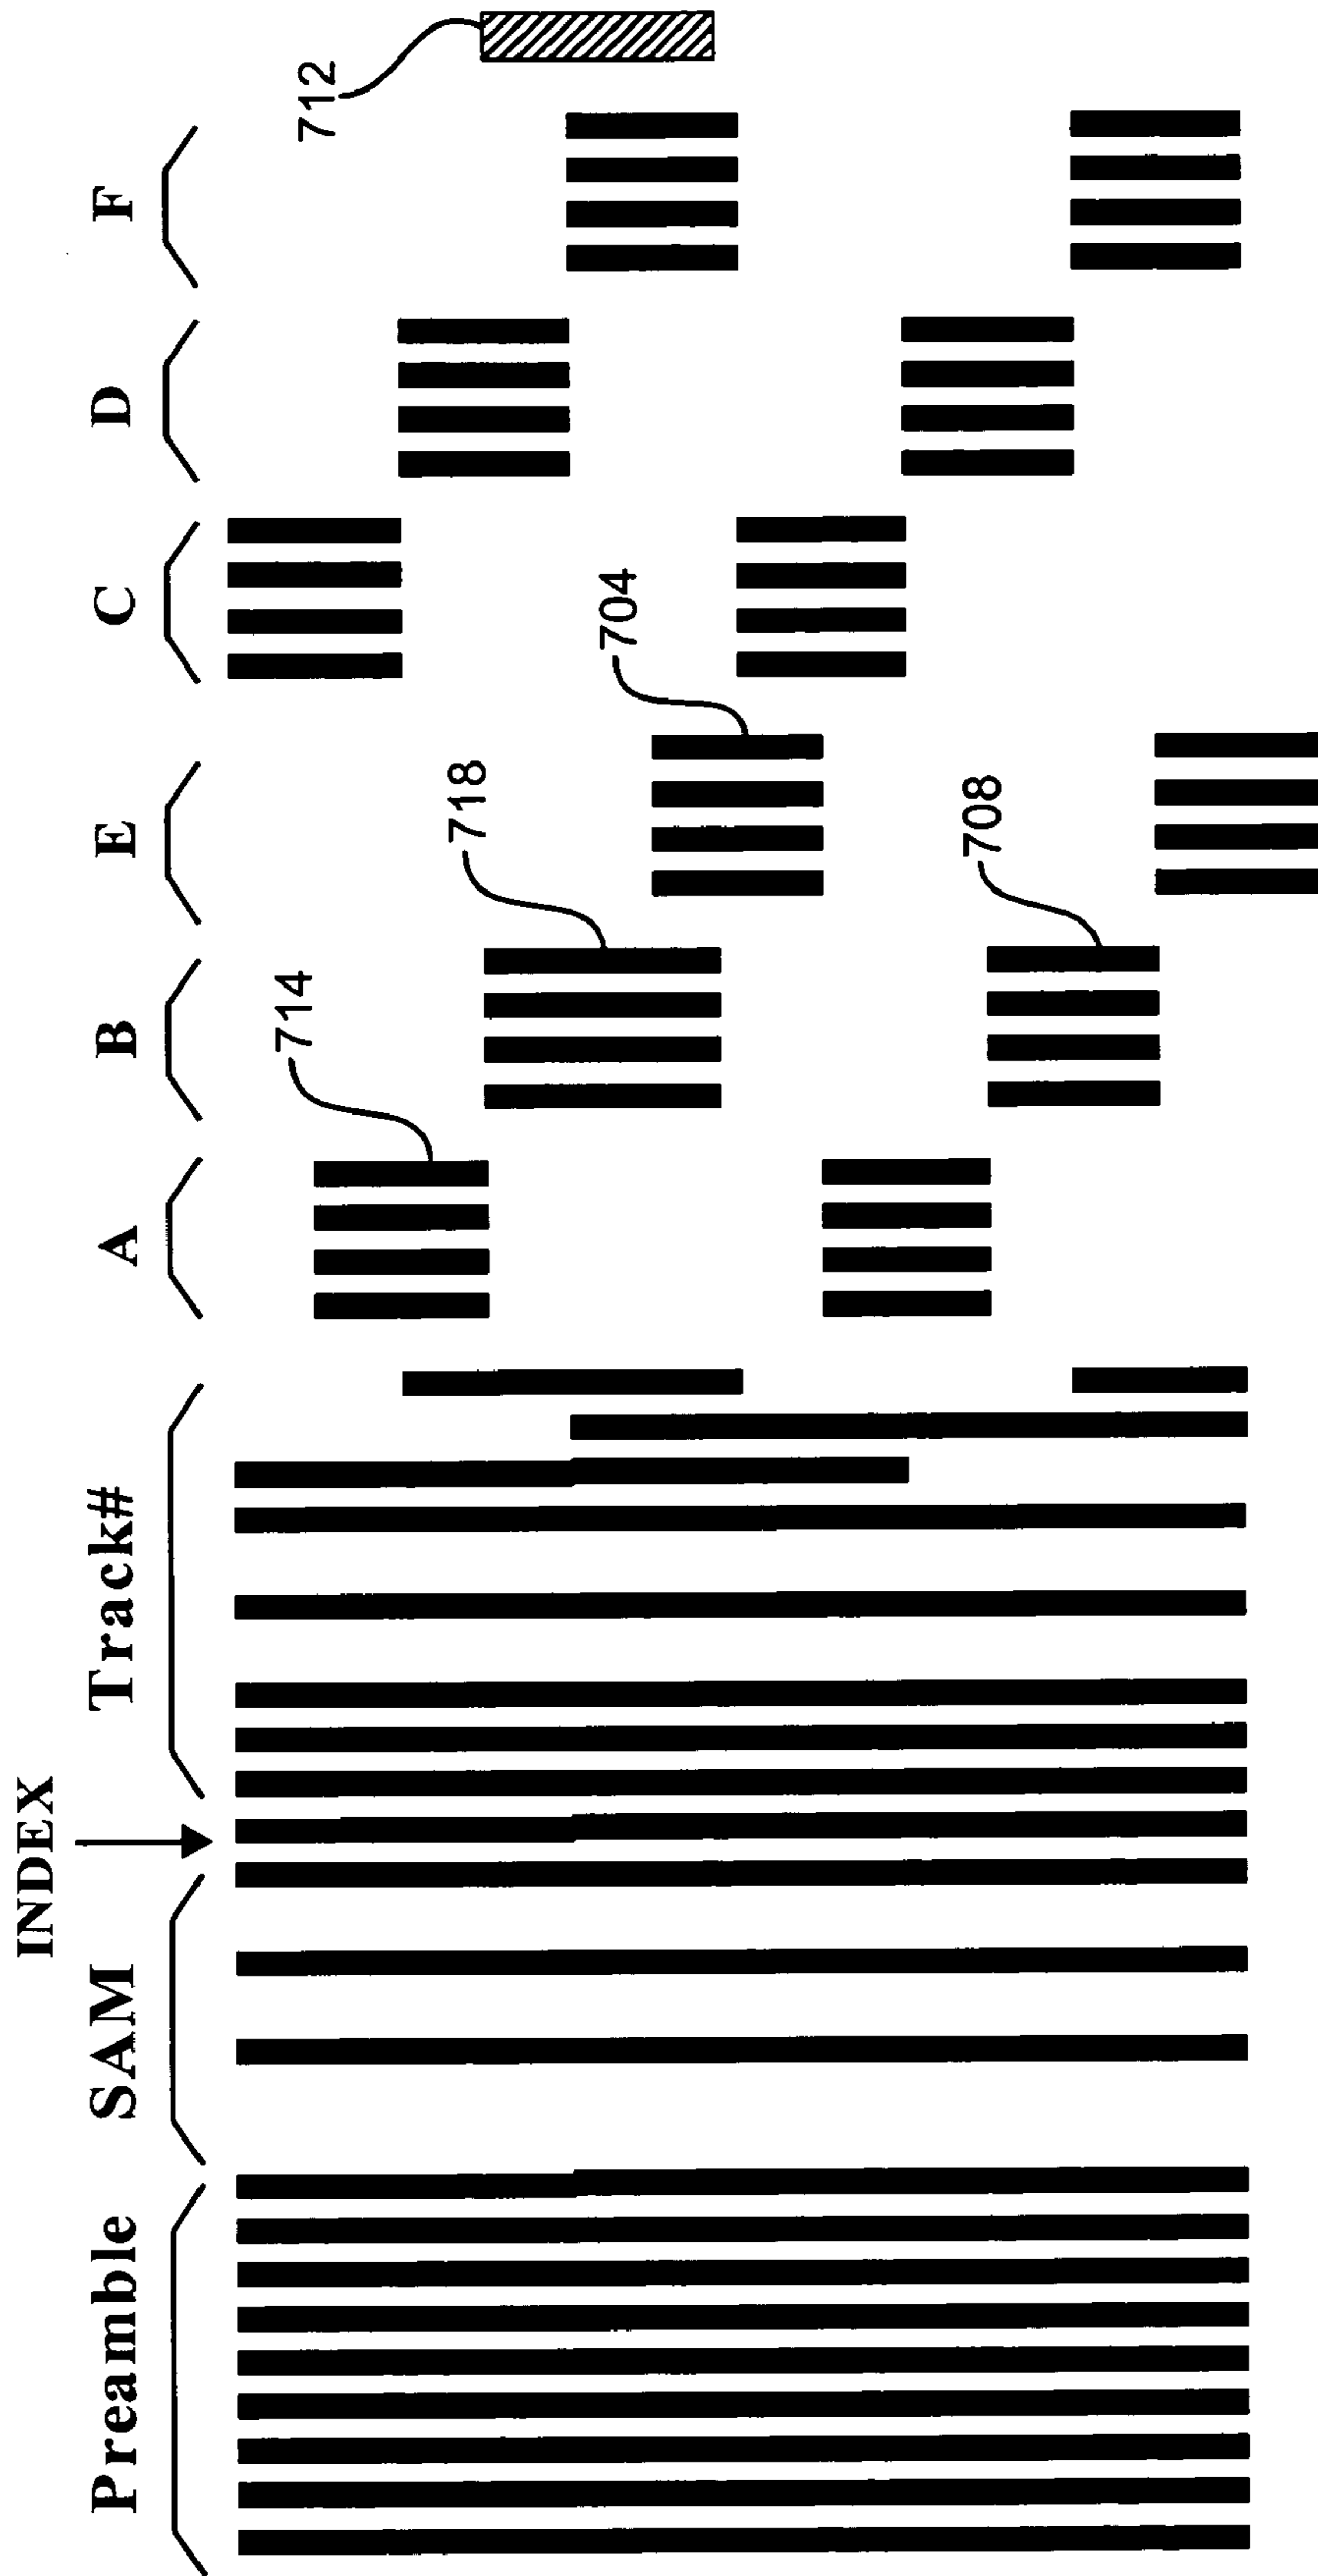 INDEX
Preamble SAM Track# A B E C D F
712
714
718
704
708